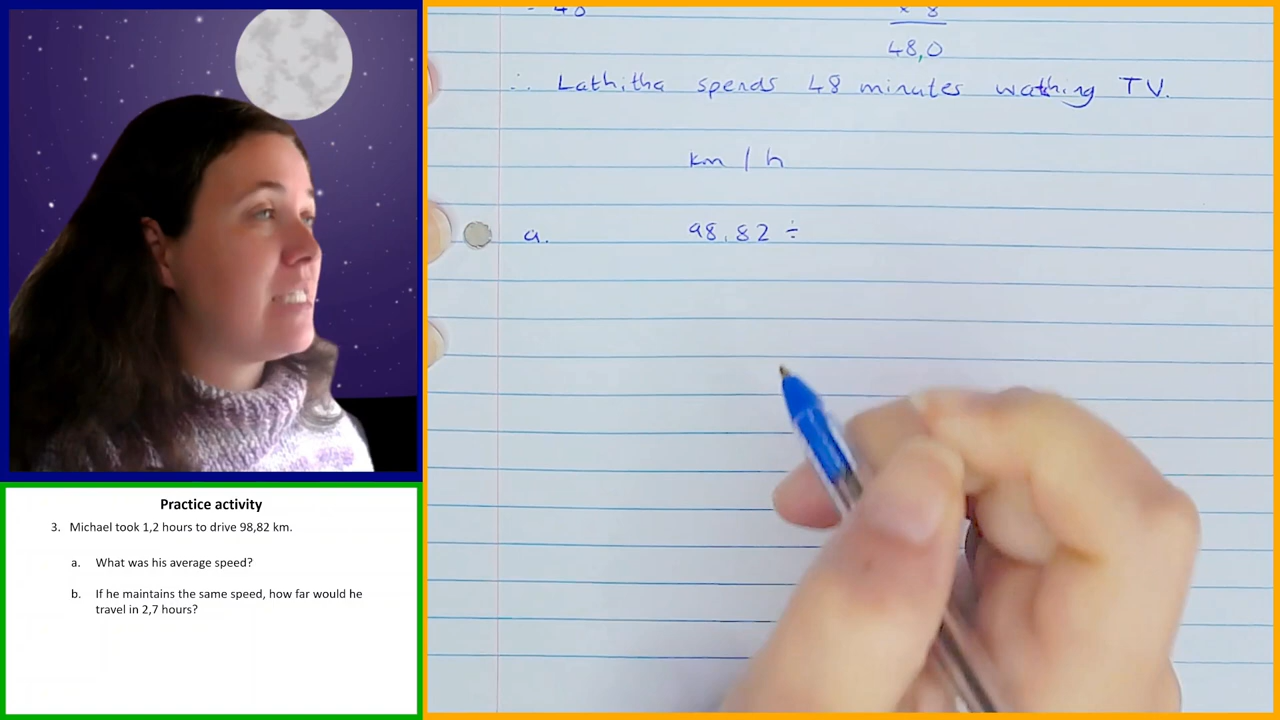 Practice activity
3. Michael took 1,2 hours to drive 98,82 km.
a. What was his average speed?
b. If he maintains the same speed, how far would he
travel in 2,7 hours?
× 8
48,0
∴ Lathitha spends 48 minutes watching TV.
km / h
a. 98,82 ÷